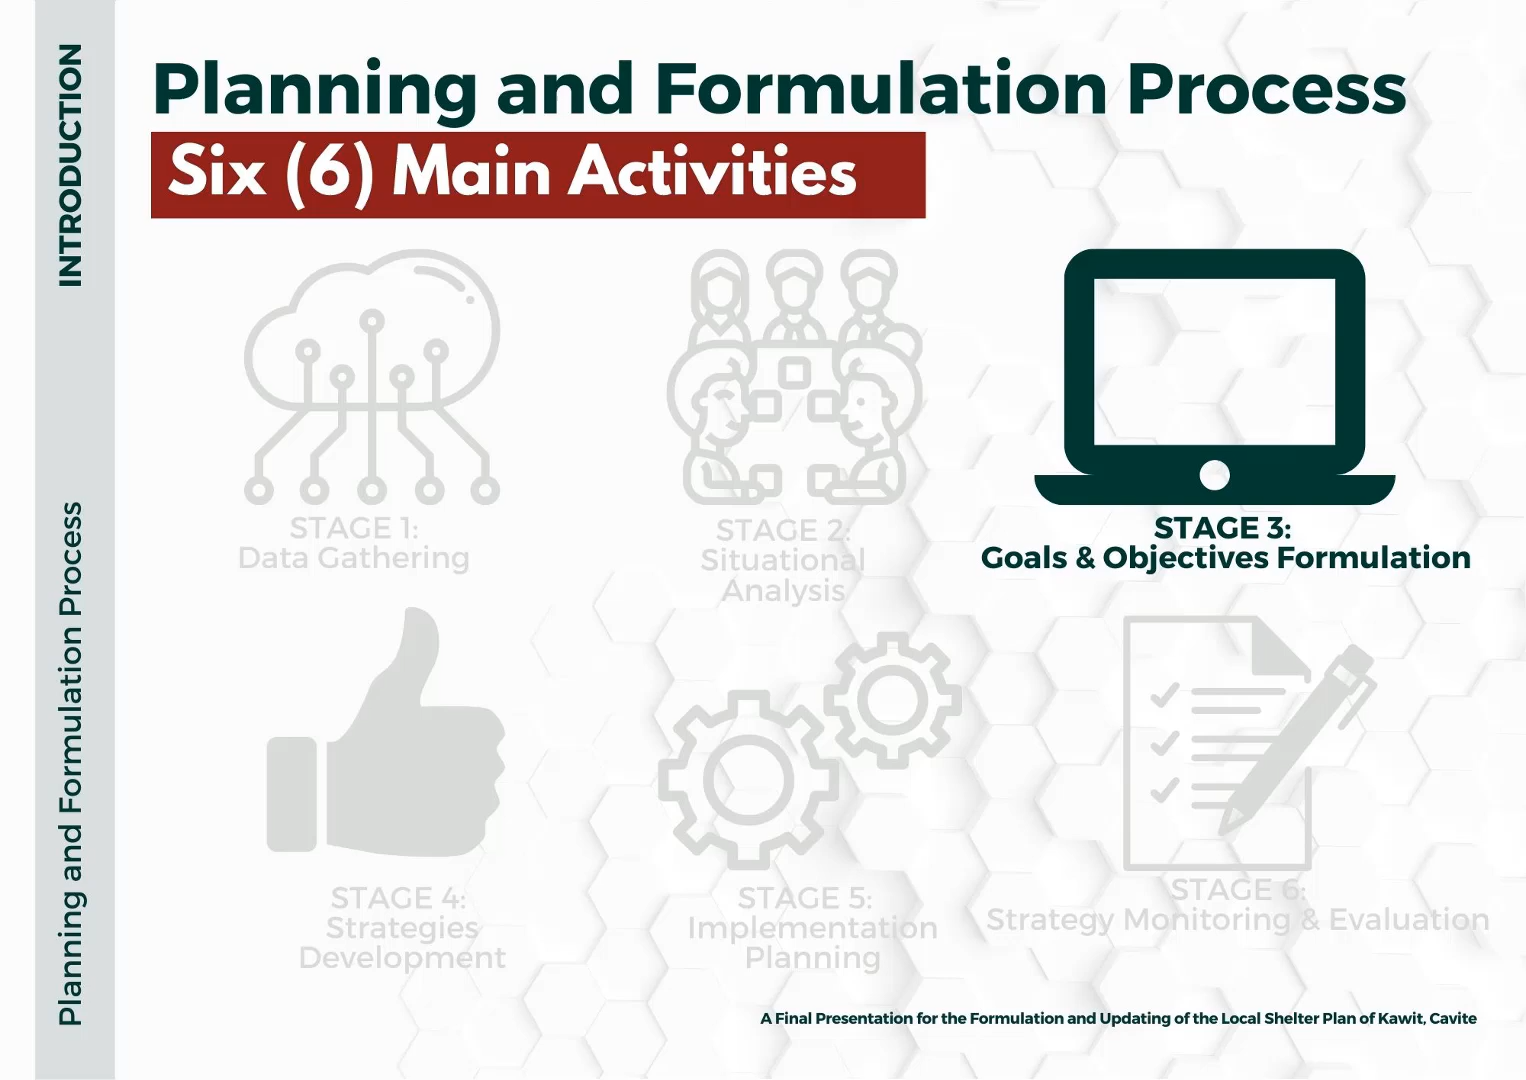 INTRODUCTION
Planning and Formulation Process
Planning and Formulation Process
Six (6) Main Activities
STAGE 1:
Data Gathering
STAGE 2:
Situational
Analysis
STAGE 3:
Goals & Objectives Formulation
STAGE 4:
Strategies
Development
STAGE 5:
Implementation
Planning
STAGE 6:
Strategy Monitoring & Evaluation
A Final Presentation for the Formulation and Updating of the Local Shelter Plan of Kawit, Cavite